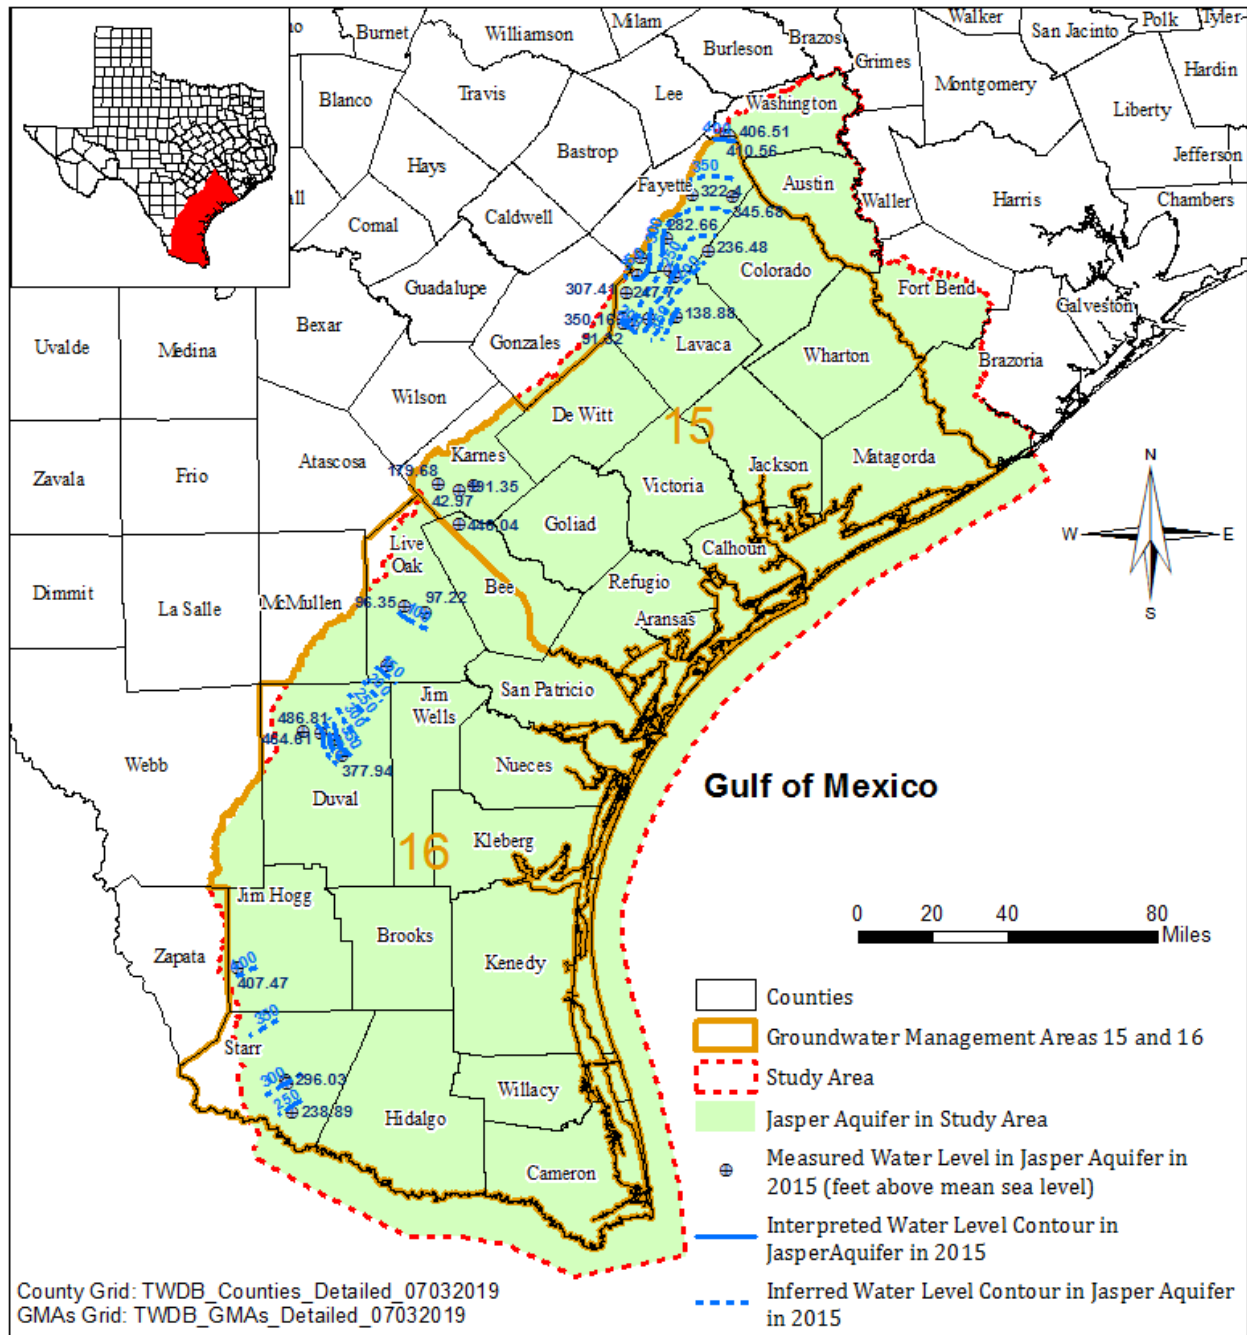 Burnet
Williamson
Milam
Burleson
Brazos
Grimes
Walker
San Jacinto
Polk
Tyler
Hardin
Blanco
Travis
Lee
Washington
Montgomery
Liberty
Hays
Bastrop
406.51
410.56
Jefferson
350
Austin
Fayette
322.4
345.68
Waller
Harris
Chambers
Comal
Caldwell
282.66
236.48
Colorado
Guadalupe
307.41
247.7
Fort Bend
Galveston
Bexar
350.16
138.88
91.32
Lavaca
Uvalde
Medina
Gonzales
Wharton
Brazoria
Wilson
De Witt
15
Zavala
Frio
Atascosa
Karnes
179.68
191.35
42.97
Jackson
Matagorda
Victoria
Goliad
N
W
E
S
Live
Oak
Calhoun
Bee
Refugio
Dimmit
La Salle
McMullen
96.35
97.22
Aransas
San Patricio
Jim
Wells
250
300
486.81
377.94
Webb
Nueces
Gulf of Mexico
Duval
16
Kleberg
Jim Hogg
Brooks
Zapata
Kenedy
400
407.47
350
Starr
300
296.03
250
238.89
Hidalgo
Willacy
Cameron
0
20
40
80
Miles
Counties
Groundwater Management Areas 15 and 16
Study Area
Jasper Aquifer in Study Area
Measured Water Level in Jasper Aquifer in
2015 (feet above mean sea level)
Interpreted Water Level Contour in
JasperAquifer in 2015
Inferred Water Level Contour in Jasper Aquifer
in 2015
County Grid: TWDB_Counties_Detailed_07032019
GMAs Grid: TWDB_GMAs_Detailed_07032019